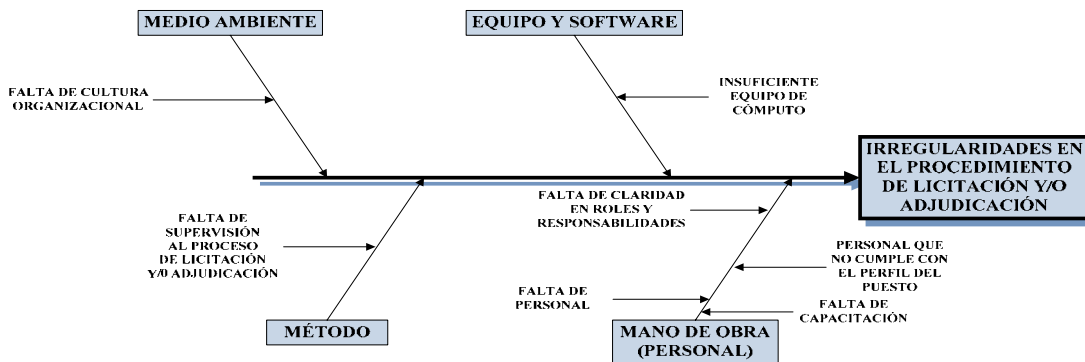 MEDIO AMBIENTE
EQUIPO Y SOFTWARE
FALTA DE CULTURA
ORGANIZACIONAL
INSUFICIENTE
EQUIPO DE
CÓMPUTO
IRREGULARIDADES EN
EL PROCEDIMIENTO
DE LICITACIÓN Y/O
ADJUDICACIÓN
FALTA DE CLARIDAD
EN ROLES Y
RESPONSABILIDADES
FALTA DE
SUPERVISIÓN
AL PROCESO
DE LICITACIÓN
Y/0 ADJUDICACIÓN
PERSONAL QUE
NO CUMPLE CON
EL PERFIL DEL
PUESTO
FALTA DE
PERSONAL
FALTA DE
CAPACITACIÓN
MÉTODO
MANO DE OBRA
(PERSONAL)